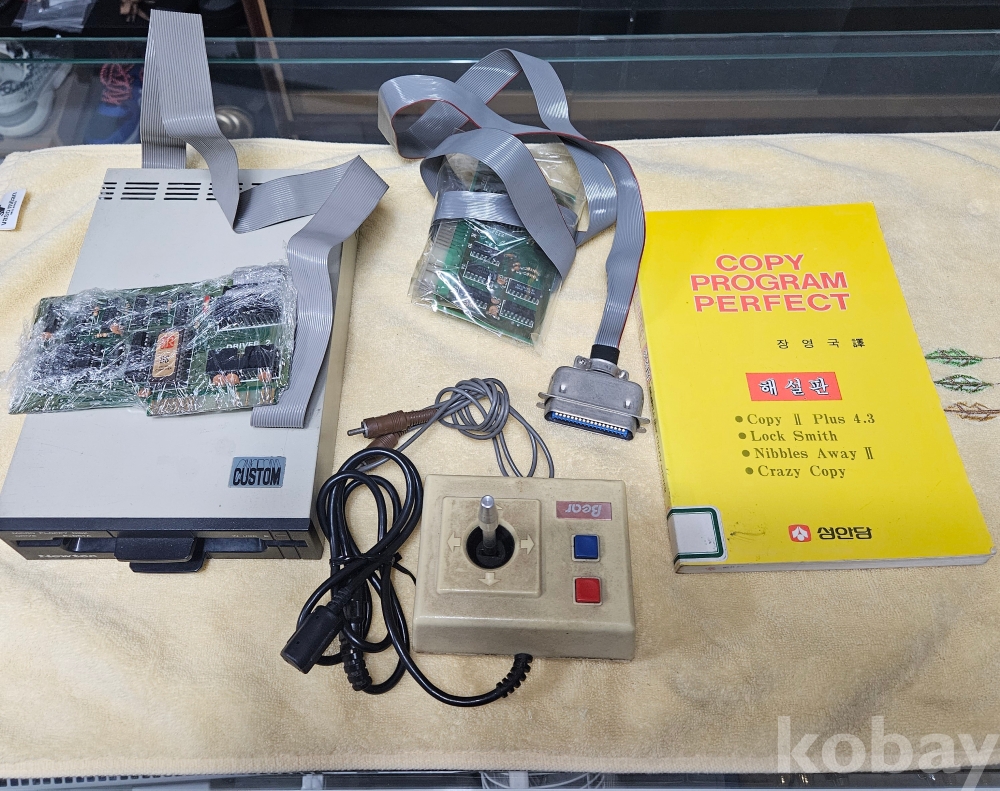 CUSTOM
DRIVE 2
Bear
COPY
PROGRAM
PERFECT
장 영 국 譯
해 설 판
● Copy Ⅱ Plus 4.3
● Lock Smith
● Nibbles Away Ⅱ
● Crazy Copy
성안당
kobay